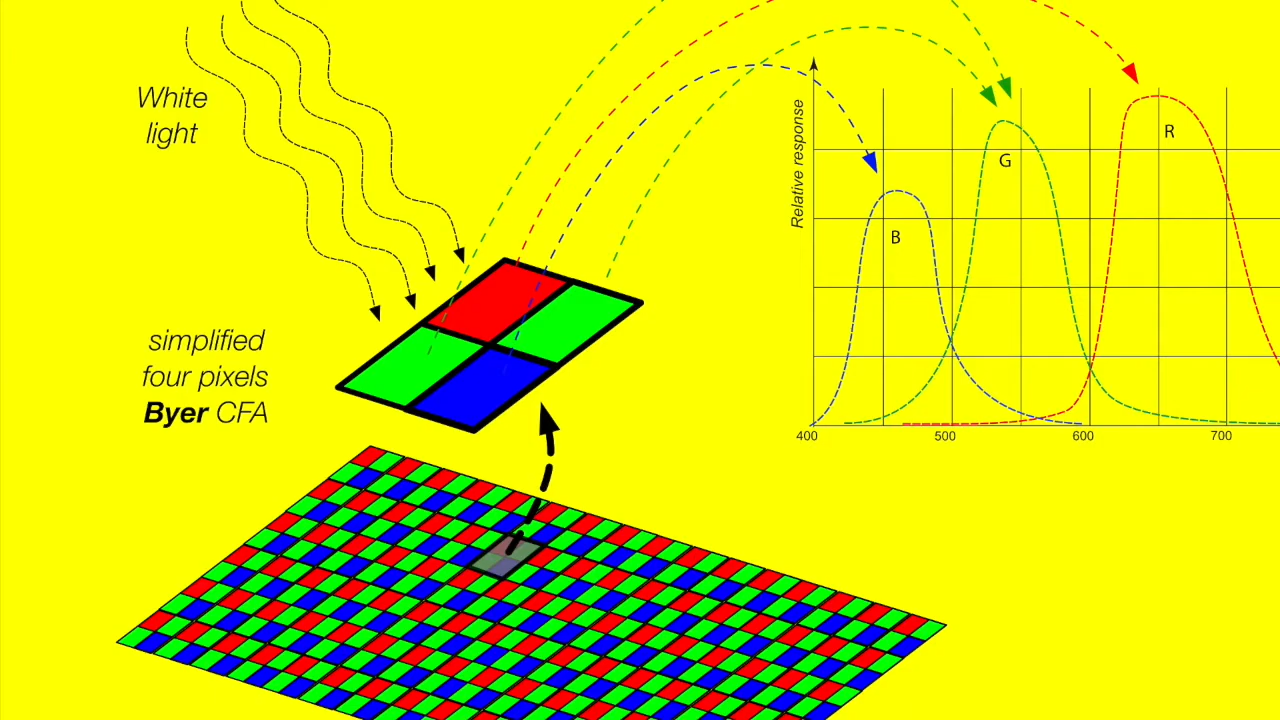 White
light
simplified
four pixels
Byer CFA
Relative response
B
G
R
400
500
600
700